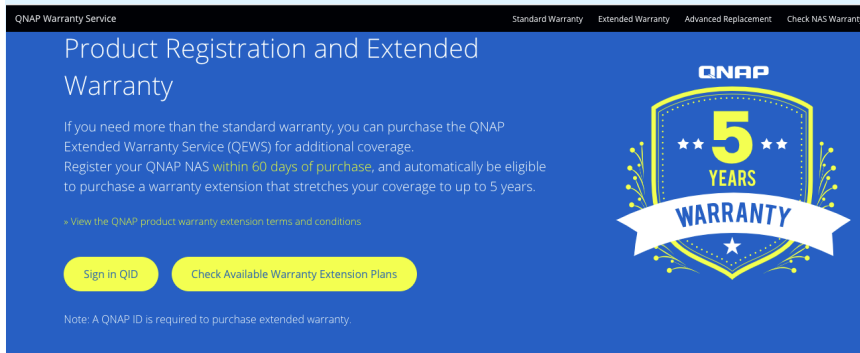 QNAP Warranty Service
Standard Warranty Extended Warranty Advanced Replacement Check NAS Warranty
Product Registration and Extended
Warranty
If you need more than the standard warranty, you can purchase the QNAP
Extended Warranty Service (QEWS) for additional coverage.
Register your QNAP NAS within 60 days of purchase, and automatically be eligible
to purchase a warranty extension that stretches your coverage to up to 5 years.
» View the QNAP product warranty extension terms and conditions
Sign in QID Check Available Warranty Extension Plans
Note: A QNAP ID is required to purchase extended warranty.
QNAP
5
YEARS
WARRANTY